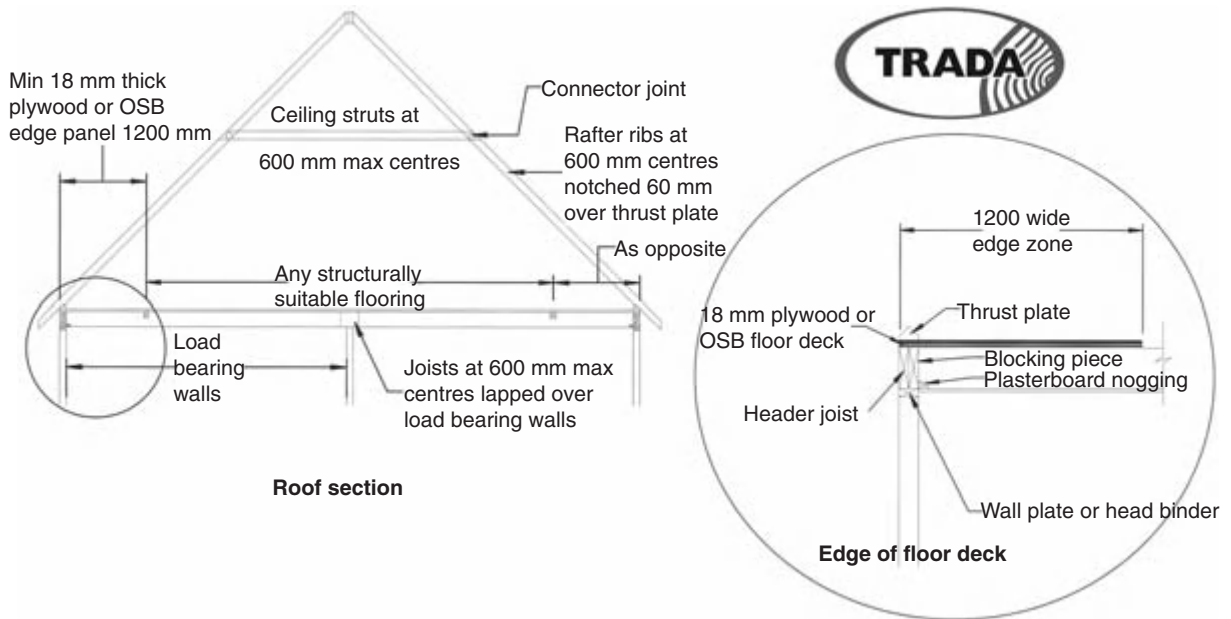 TRADA
Min 18 mm thick
plywood or OSB
edge panel 1200 mm
Ceiling struts at
600 mm max centres
Connector joint
Rafter ribs at
600 mm centres
notched 60 mm
over thrust plate
As opposite
Any structurally
suitable flooring
Load
bearing
walls
Joists at 600 mm max
centres lapped over
load bearing walls
Roof section
1200 wide
edge zone
18 mm plywood or
OSB floor deck
Thrust plate
Blocking piece
Plasterboard nogging
Header joist
Wall plate or head binder
Edge of floor deck